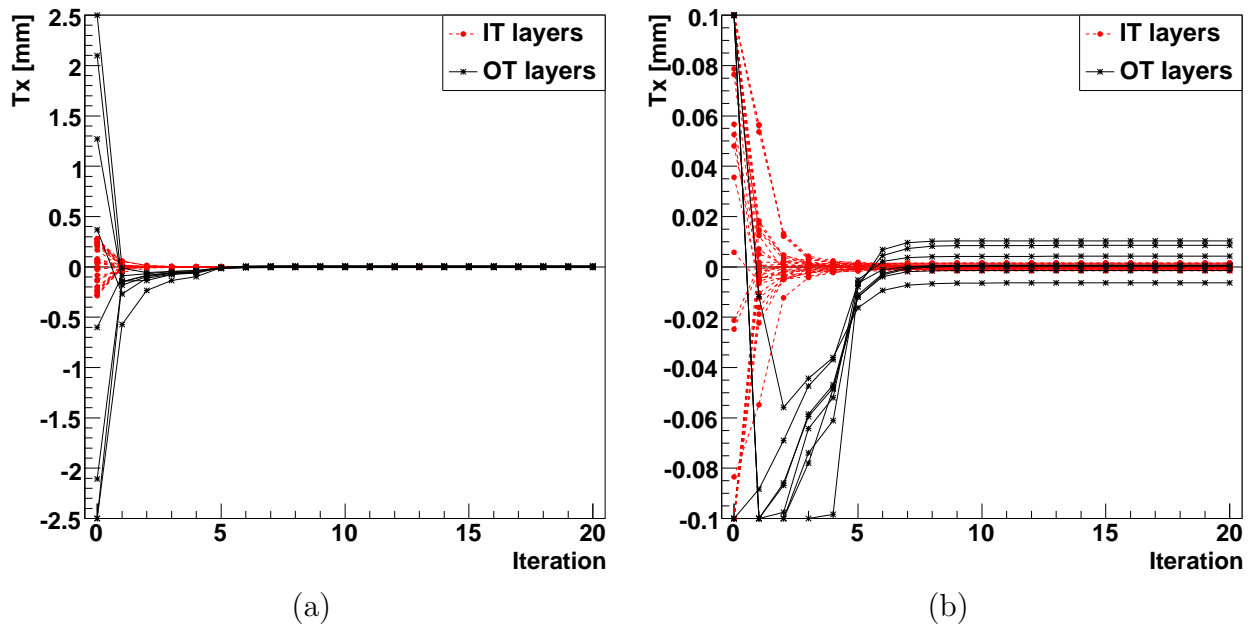 Tx [mm]
2.5
2
1.5
1
0.5
0
-0.5
-1
-1.5
-2
-2.5
IT layers
OT layers
0 5 10 15 20
Iteration
(a)
Tx [mm]
0.1
0.08
0.06
0.04
0.02
0
-0.02
-0.04
-0.06
-0.08
-0.1
IT layers
OT layers
0 5 10 15 20
Iteration
(b)